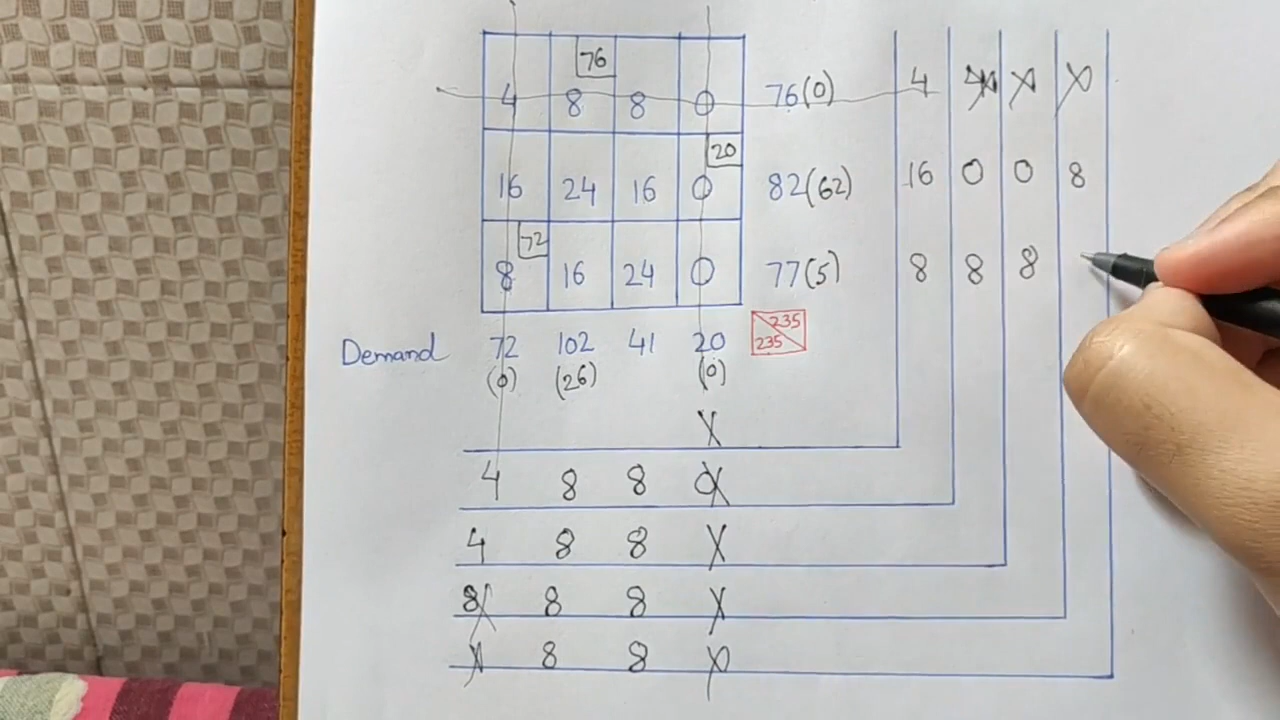 76
4 8 8 0 76(0) 4 X X X
20
16 24 16 0 82(62) 16 0 0 8
72
8 16 24 0 77(5) 8 8 8
235
235
Demand 72 102 41 20
(0) (26) (0)
X
4 8 8 0X
4 8 8 X
8X 8 8 X
X 8 8 X